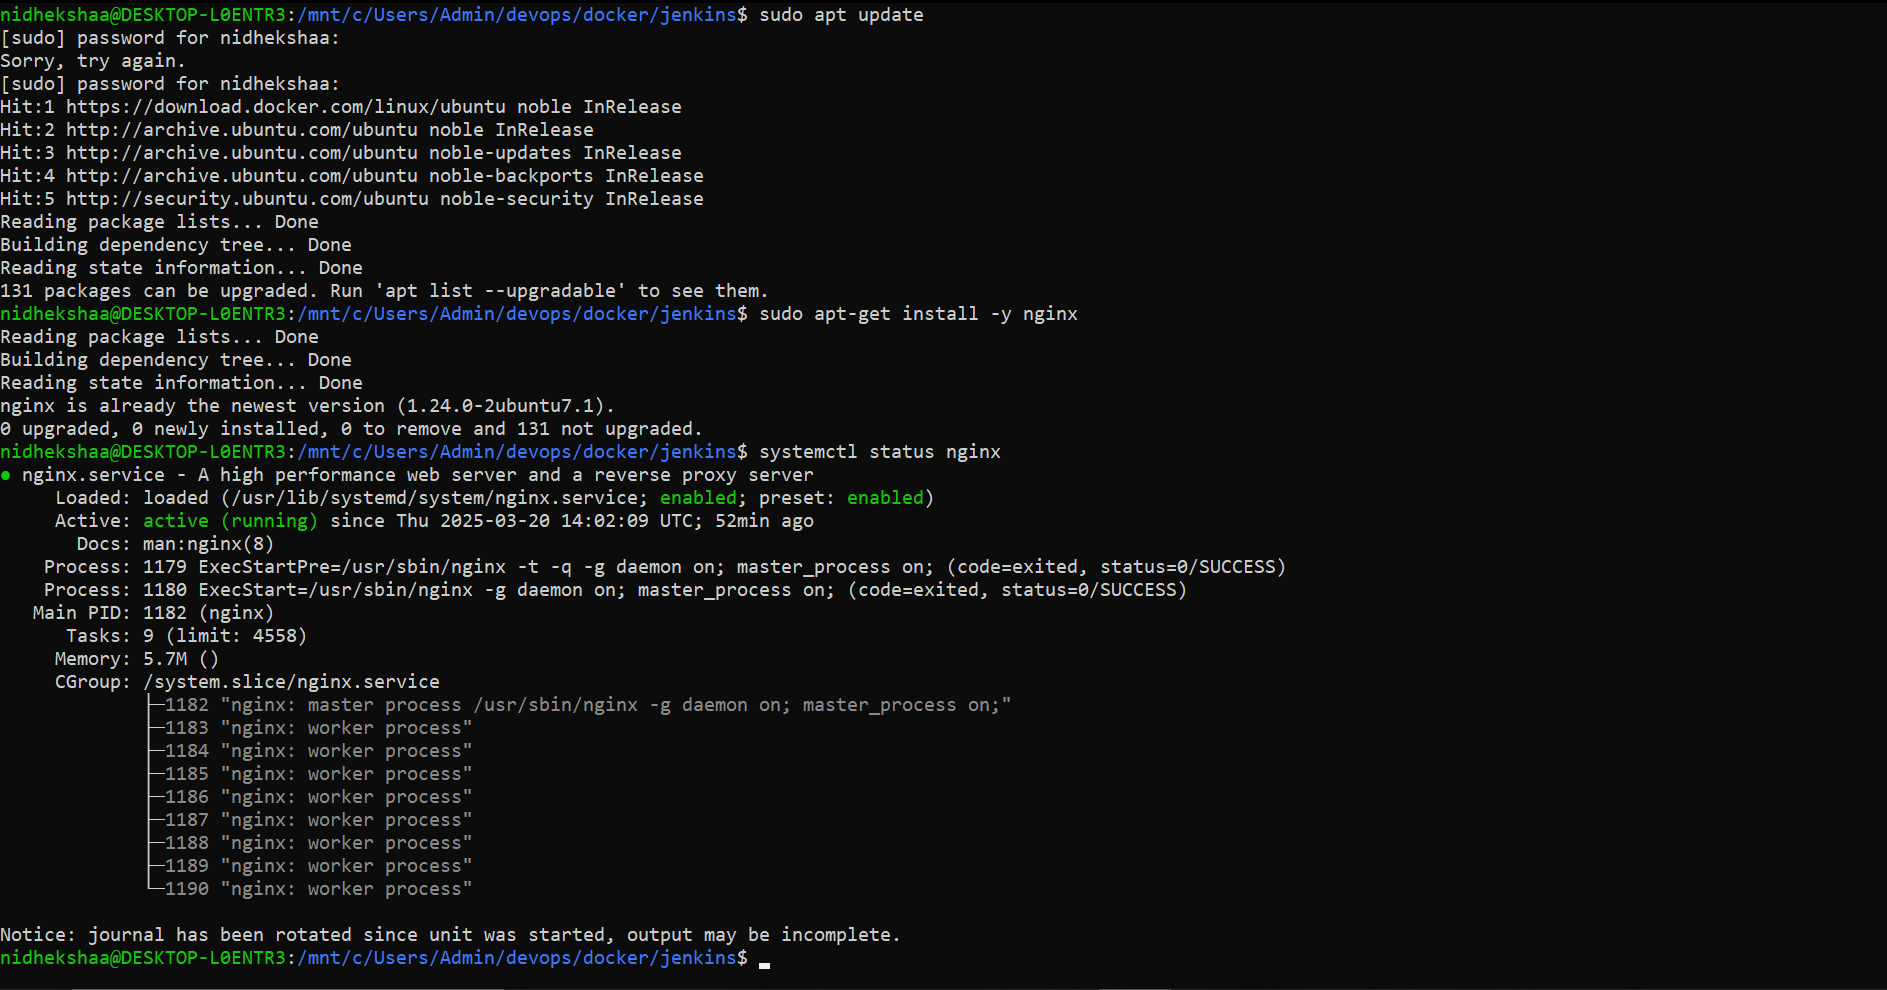 nidhekshaa@DESKTOP-L0ENTR3:/mnt/c/Users/Admin/devops/docker/jenkins$ sudo apt update
[sudo] password for nidhekshaa:
Sorry, try again.
[sudo] password for nidhekshaa:
Hit:1 https://download.docker.com/linux/ubuntu noble InRelease
Hit:2 http://archive.ubuntu.com/ubuntu noble InRelease
Hit:3 http://archive.ubuntu.com/ubuntu noble-updates InRelease
Hit:4 http://archive.ubuntu.com/ubuntu noble-backports InRelease
Hit:5 http://security.ubuntu.com/ubuntu noble-security InRelease
Reading package lists... Done
Building dependency tree... Done
Reading state information... Done
131 packages can be upgraded. Run 'apt list --upgradable' to see them.
nidhekshaa@DESKTOP-L0ENTR3:/mnt/c/Users/Admin/devops/docker/jenkins$ sudo apt-get install -y nginx
Reading package lists... Done
Building dependency tree... Done
Reading state information... Done
nginx is already the newest version (1.24.0-2ubuntu7.1).
0 upgraded, 0 newly installed, 0 to remove and 131 not upgraded.
nidhekshaa@DESKTOP-L0ENTR3:/mnt/c/Users/Admin/devops/docker/jenkins$ systemctl status nginx
● nginx.service - A high performance web server and a reverse proxy server
     Loaded: loaded (/usr/lib/systemd/system/nginx.service; enabled; preset: enabled)
     Active: active (running) since Thu 2025-03-20 14:02:09 UTC; 52min ago
       Docs: man:nginx(8)
    Process: 1179 ExecStartPre=/usr/sbin/nginx -t -q -g daemon on; master_process on; (code=exited, status=0/SUCCESS)
    Process: 1180 ExecStart=/usr/sbin/nginx -g daemon on; master_process on; (code=exited, status=0/SUCCESS)
   Main PID: 1182 (nginx)
      Tasks: 9 (limit: 4558)
     Memory: 5.7M ()
     CGroup: /system.slice/nginx.service
             ├─1182 "nginx: master process /usr/sbin/nginx -g daemon on; master_process on;"
             ├─1183 "nginx: worker process"
             ├─1184 "nginx: worker process"
             ├─1185 "nginx: worker process"
             ├─1186 "nginx: worker process"
             ├─1187 "nginx: worker process"
             ├─1188 "nginx: worker process"
             ├─1189 "nginx: worker process"
             └─1190 "nginx: worker process"
Notice: journal has been rotated since unit was started, output may be incomplete.
nidhekshaa@DESKTOP-L0ENTR3:/mnt/c/Users/Admin/devops/docker/jenkins$